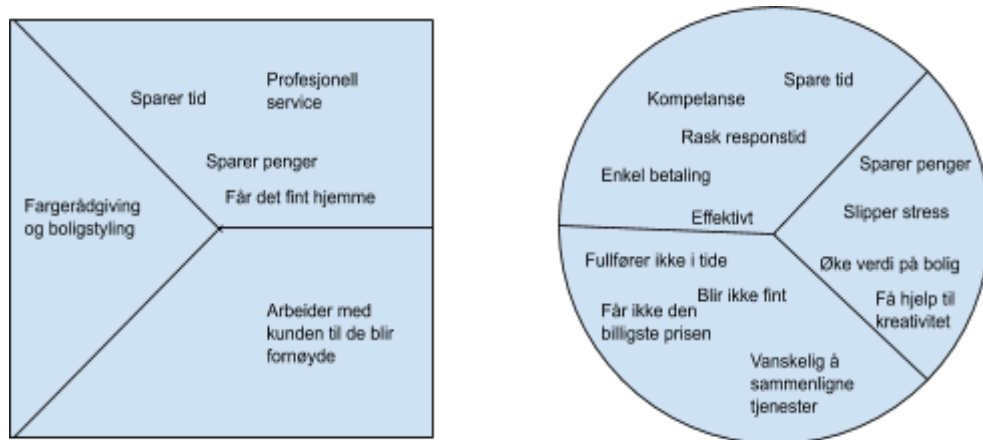 Sparer tid
Profesjonell
service
Sparer penger
Får det fint hjemme
Fargerådgiving
og boligstyling
Arbeider med
kunden til de blir
fornøyde
Spare tid
Kompetanse
Rask responstid
Enkel betaling
Effektivt
Sparer penger
Slipper stress
Øke verdi på bolig
Få hjelp til
kreativitet
Fullfører ikke i tide
Blir ikke fint
Får ikke den
billigste prisen
Vanskelig å
sammenligne
tjenester